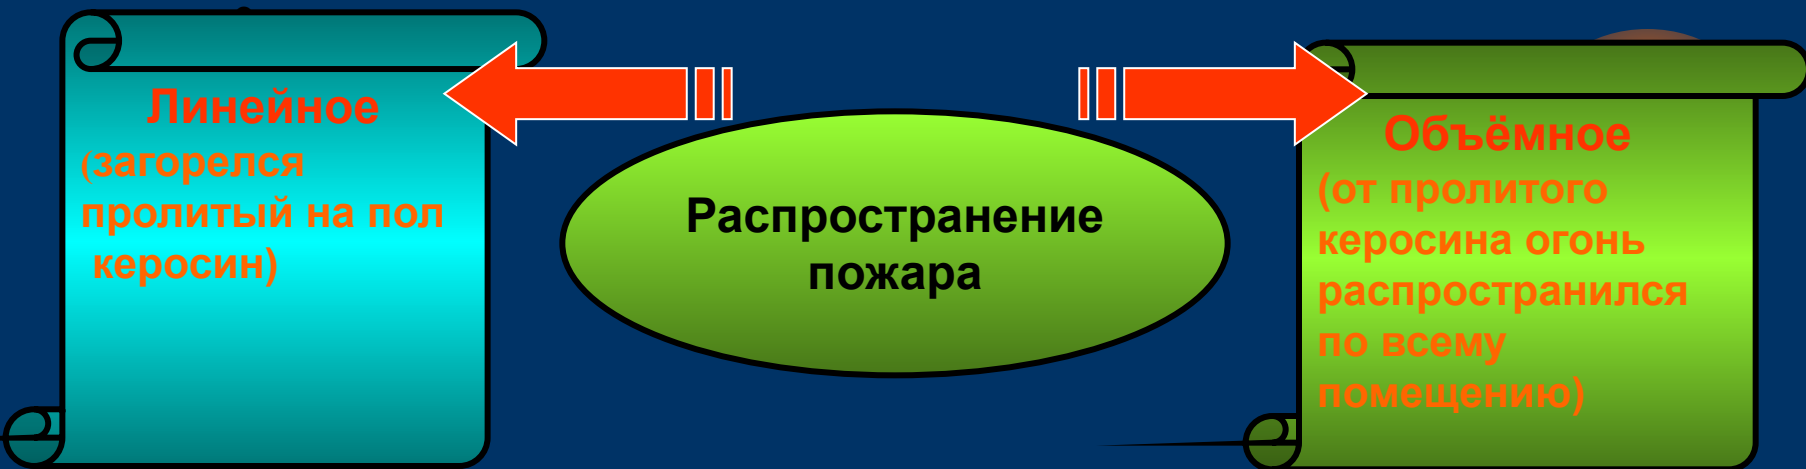 Линейное
(загорелся
пролитый на пол
керосин)
Распространение
пожара
Объёмное
(от пролитого
керосина огонь
распространился
по всему
помещению)